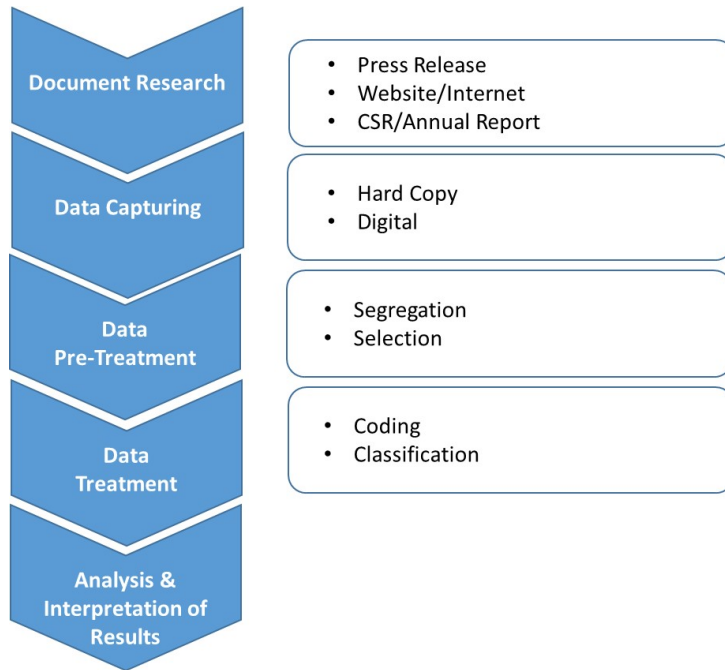 Document Research
• Press Release
• Website/Internet
• CSR/Annual Report
Data Capturing
• Hard Copy
• Digital
Data
Pre-Treatment
• Segregation
• Selection
Data
Treatment
• Coding
• Classification
Analysis &
Interpretation of
Results